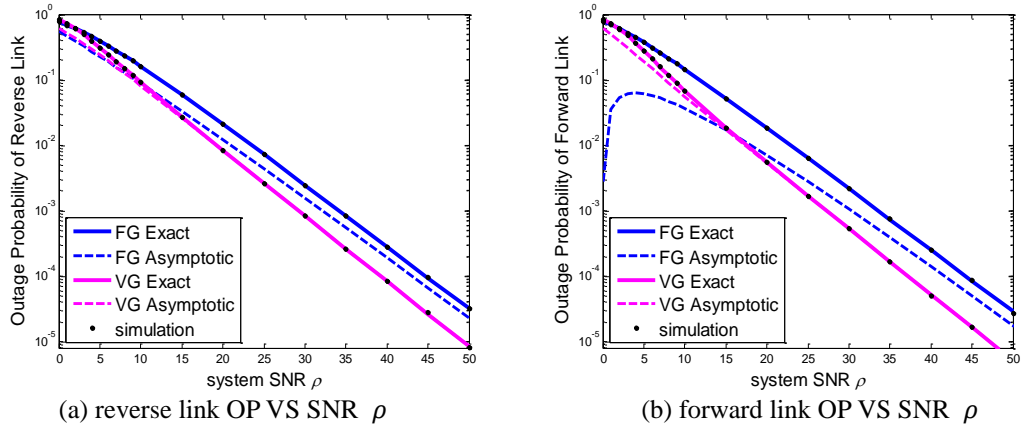 Outage Probability of Reverse Link
10^0
10^-1
10^-2
10^-3
10^-4
10^-5
FG Exact
FG Asymptotic
VG Exact
VG Asymptotic
simulation
0 5 10 15 20 25 30 35 40 45 50
system SNR ρ
(a) reverse link OP VS SNR ρ
Outage Probability of Forward Link
10^0
10^-1
10^-2
10^-3
10^-4
10^-5
FG Exact
FG Asymptotic
VG Exact
VG Asymptotic
simulation
0 5 10 15 20 25 30 35 40 45 50
system SNR ρ
(b) forward link OP VS SNR ρ